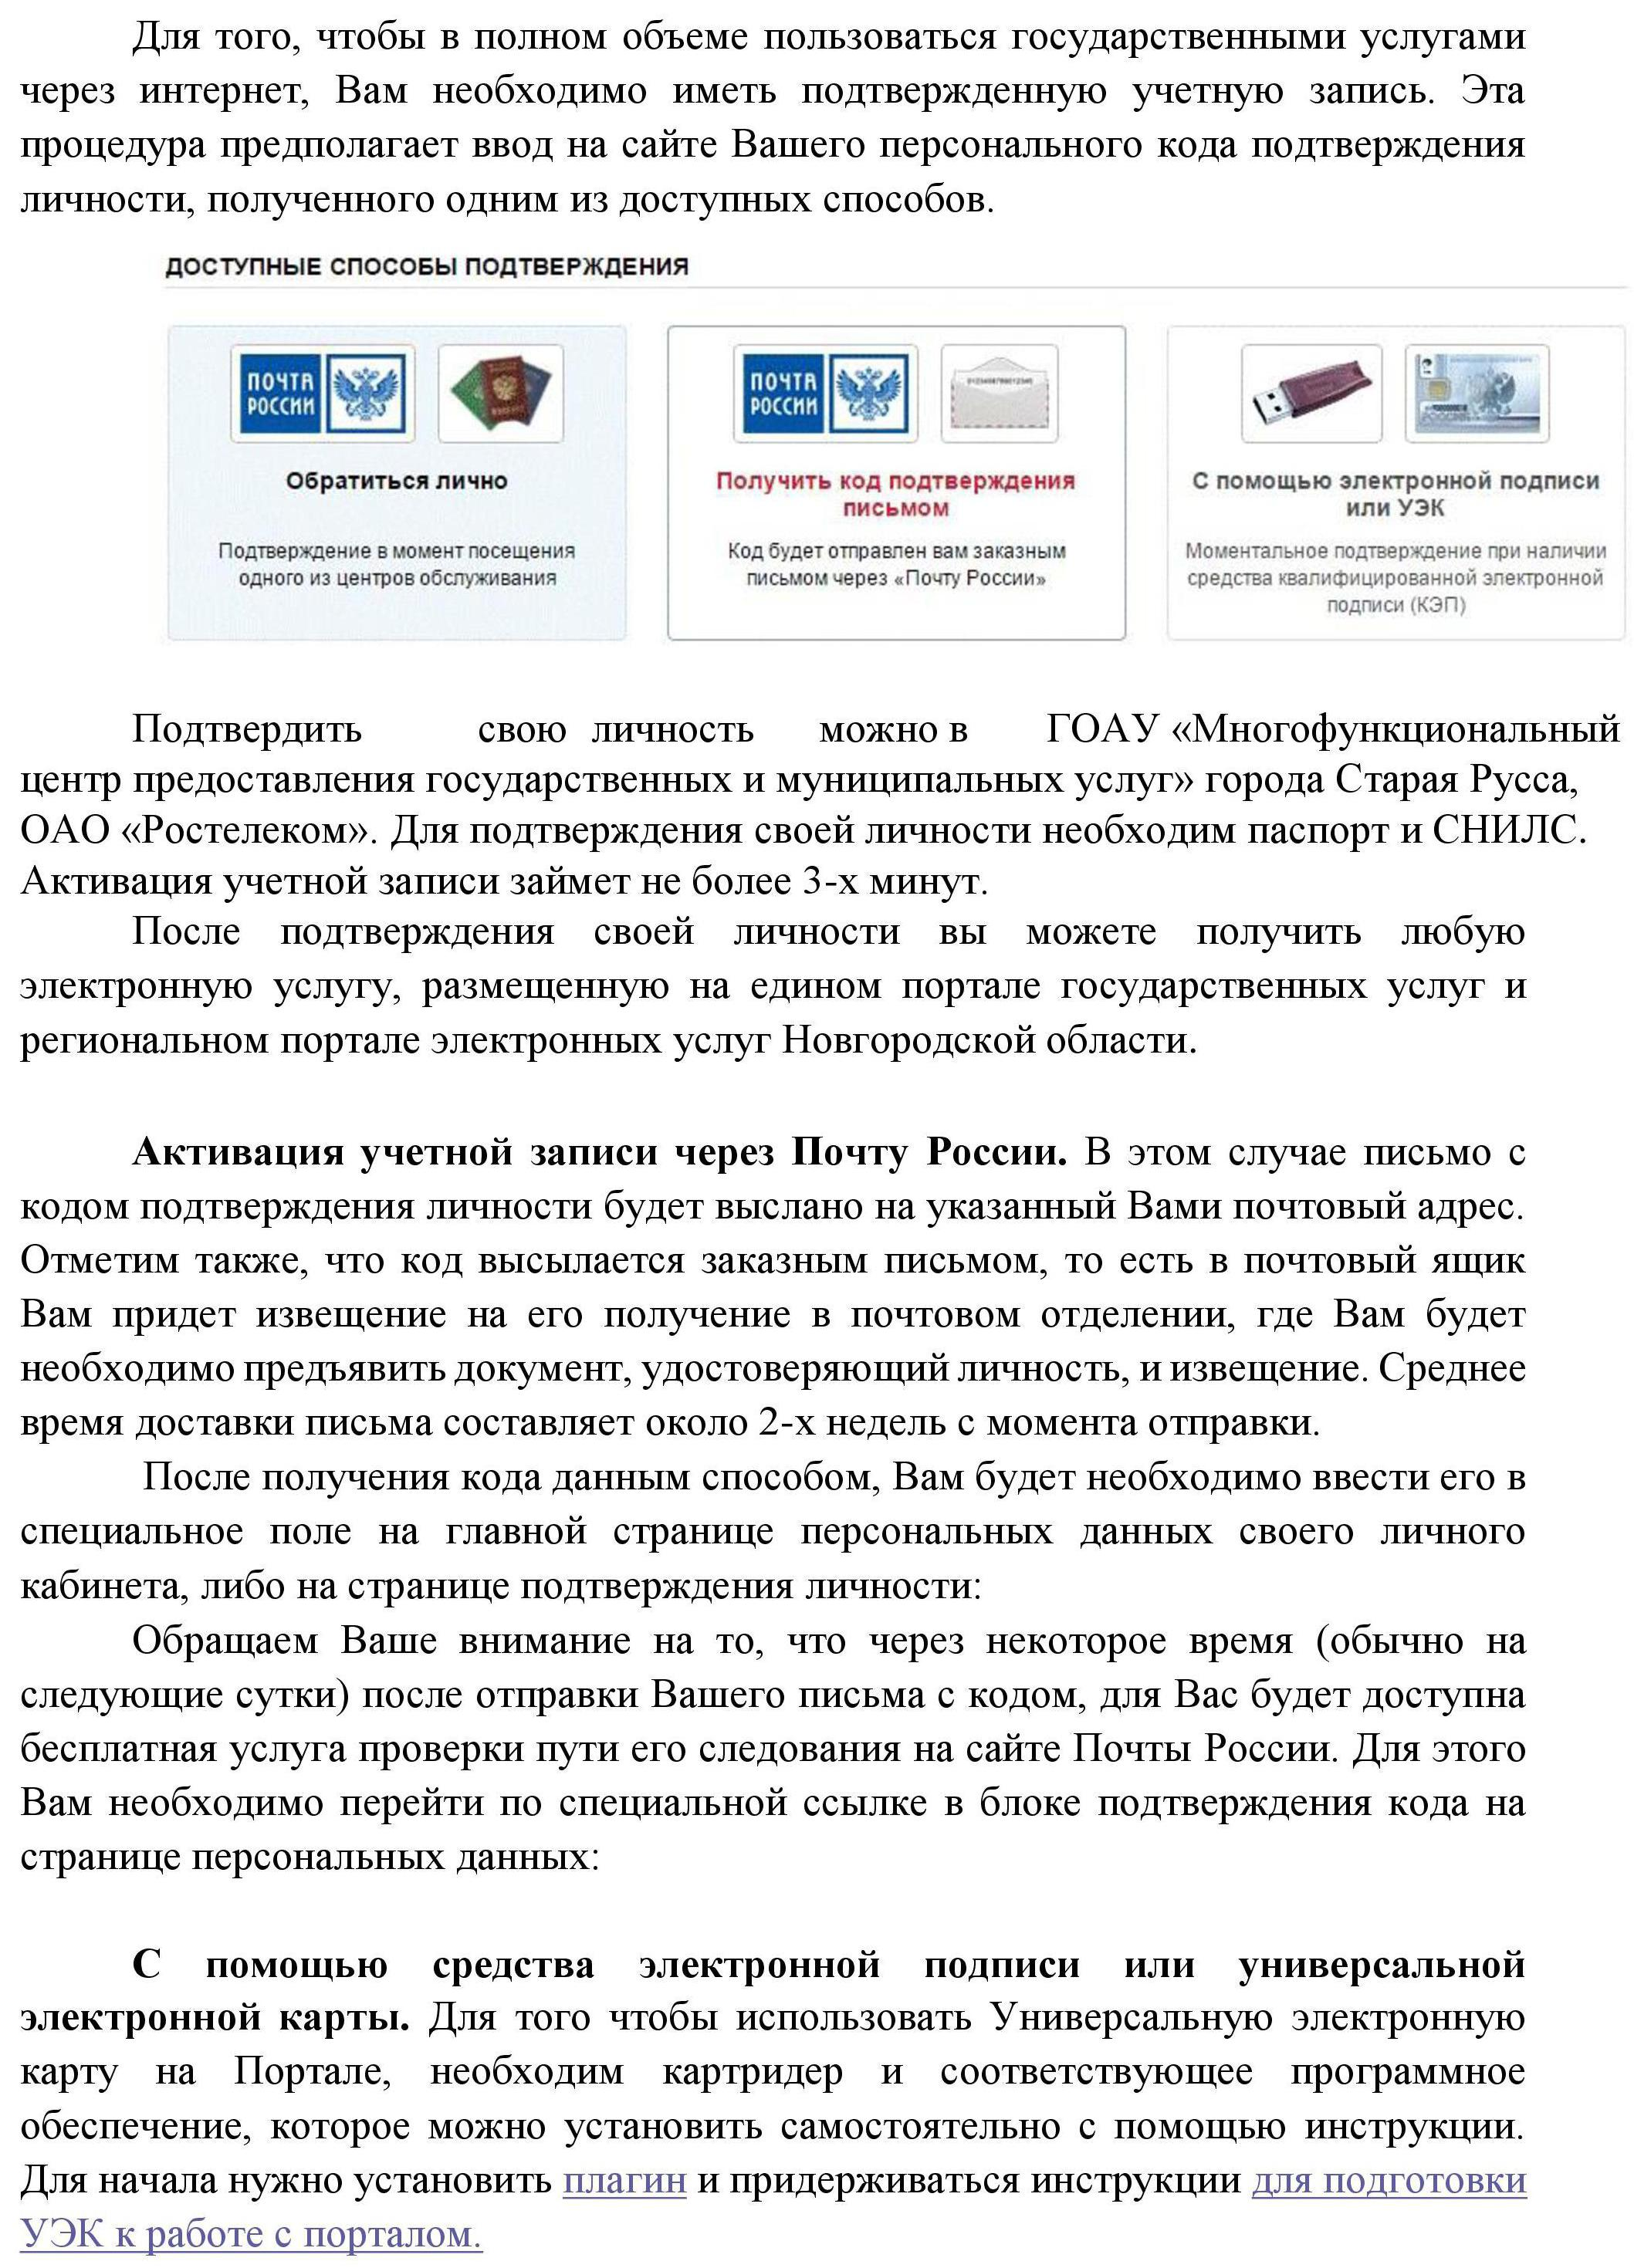 Для того, чтобы в полном объеме пользоваться государственными услугами
через интернет, Вам необходимо иметь подтвержденную учетную запись. Эта
процедура предполагает ввод на сайте Вашего персонального кода подтверждения
личности, полученного одним из доступных способов.
ДОСТУПНЫЕ СПОСОБЫ ПОДТВЕРЖДЕНИЯ
ПОЧТА
РОССИИ
Обратиться лично
Подтверждение в момент посещения
одного из центров обслуживания
ПОЧТА
РОССИИ
Получить код подтверждения
письмом
Код будет отправлен вам заказным
письмом через «Почту России»
С помощью электронной подписи
или УЭК
Моментальное подтверждение при наличии
средства квалифицированной электронной
подписи (КЭП)
Подтвердить свою личность можно в ГОАУ «Многофункциональный
центр предоставления государственных и муниципальных услуг» города Старая Русса,
ОАО «Ростелеком». Для подтверждения своей личности необходим паспорт и СНИЛС.
Активация учетной записи займет не более 3-х минут.
После подтверждения своей личности вы можете получить любую
электронную услугу, размещенную на едином портале государственных услуг и
региональном портале электронных услуг Новгородской области.
Активация учетной записи через Почту России. В этом случае письмо с
кодом подтверждения личности будет выслано на указанный Вами почтовый адрес.
Отметим также, что код высылается заказным письмом, то есть в почтовый ящик
Вам придет извещение на его получение в почтовом отделении, где Вам будет
необходимо предъявить документ, удостоверяющий личность, и извещение. Среднее
время доставки письма составляет около 2-х недель с момента отправки.
После получения кода данным способом, Вам будет необходимо ввести его в
специальное поле на главной странице персональных данных своего личного
кабинета, либо на странице подтверждения личности:
Обращаем Ваше внимание на то, что через некоторое время (обычно на
следующие сутки) после отправки Вашего письма с кодом, для Вас будет доступна
бесплатная услуга проверки пути его следования на сайте Почты России. Для этого
Вам необходимо перейти по специальной ссылке в блоке подтверждения кода на
странице персональных данных:
С помощью средства электронной подписи или универсальной
электронной карты. Для того чтобы использовать Универсальную электронную
карту на Портале, необходим картридер и соответствующее программное
обеспечение, которое можно установить самостоятельно с помощью инструкции.
Для начала нужно установить плагин и придерживаться инструкции для подготовки
УЭК к работе с порталом.